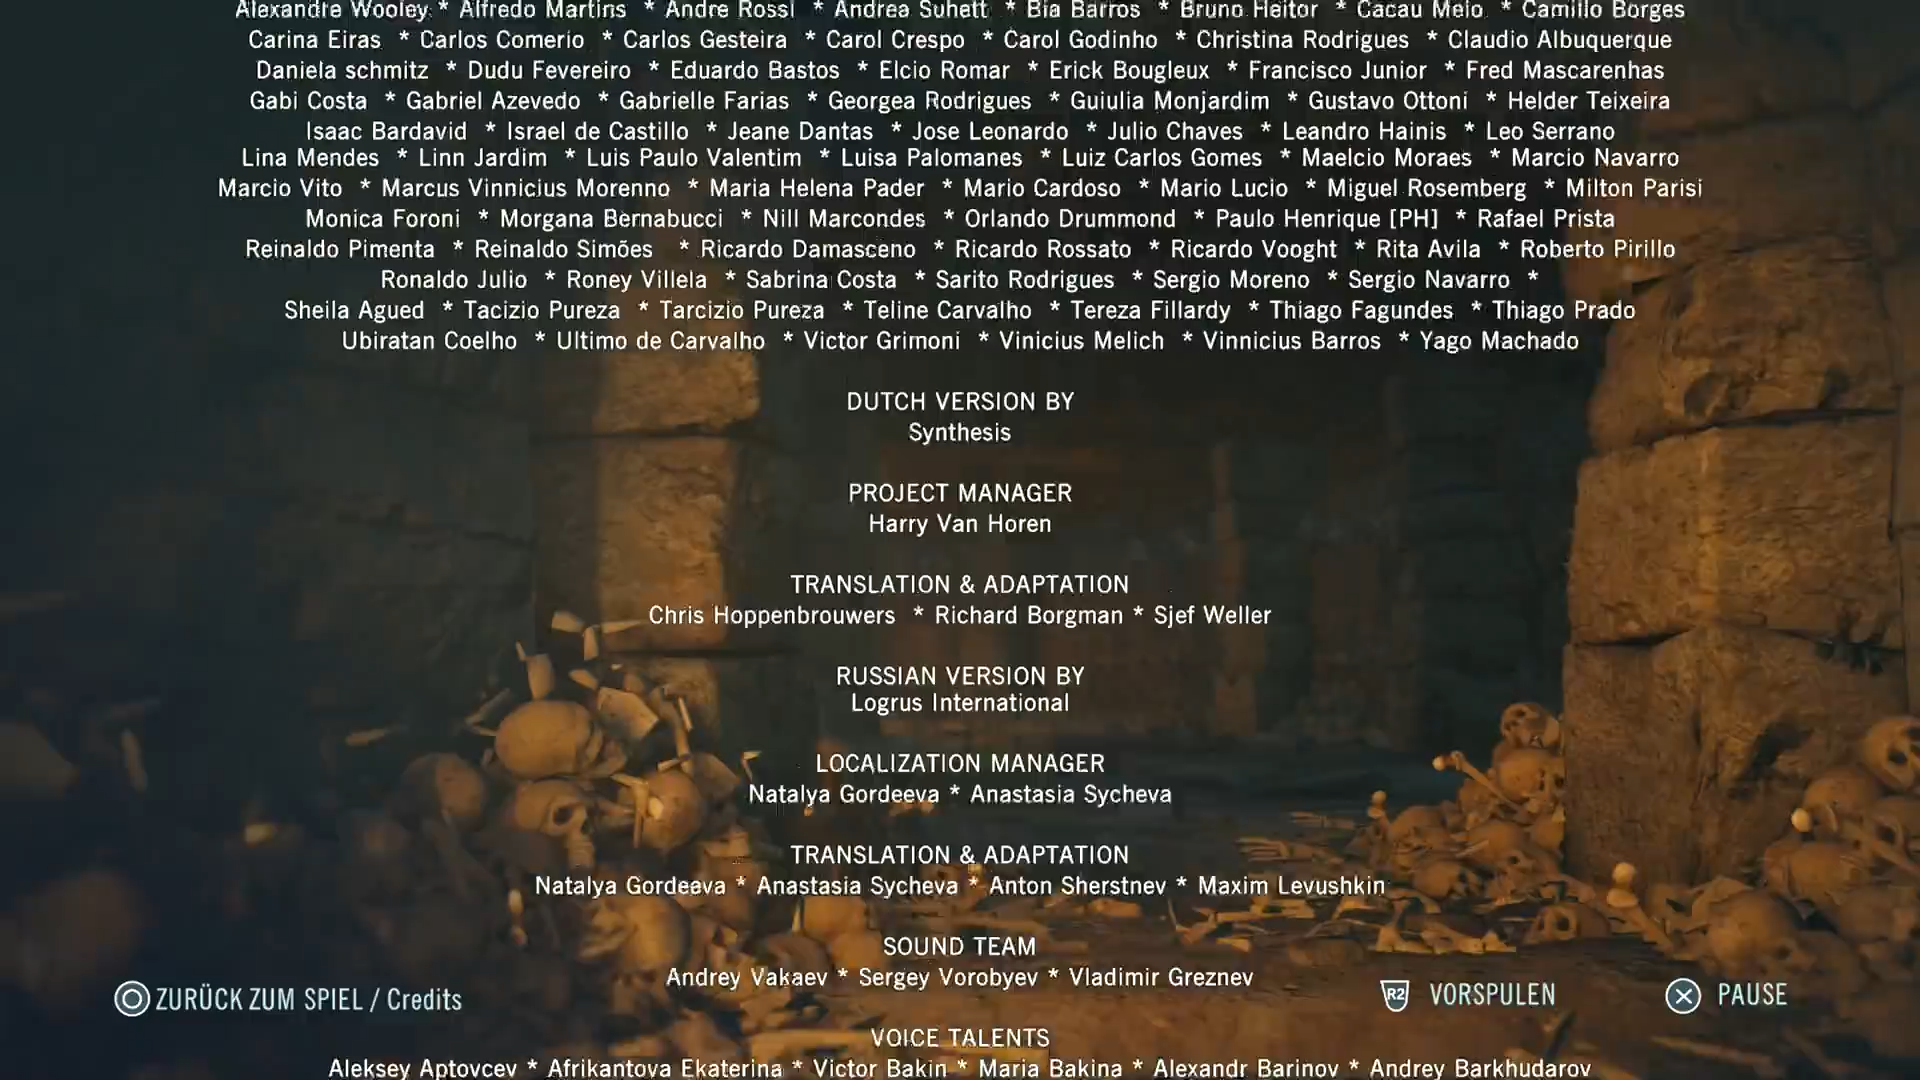 Alexandre Wooley * Alfredo Martins * Andre Rossi * Andrea Suhett * Bia Barros * Bruno Heitor * Cacau Melo * Camillo Borges
Carina Eiras * Carlos Comerio * Carlos Gesteira * Carol Crespo * Carol Godinho * Christina Rodrigues * Claudio Albuquerque
Daniela schmitz * Dudu Fevereiro * Eduardo Bastos * Elcio Romar * Erick Bougleux * Francisco Junior * Fred Mascarenhas
Gabi Costa * Gabriel Azevedo * Gabrielle Farias * Georgea Rodrigues * Guiulia Monjardim * Gustavo Ottoni * Helder Teixeira
Isaac Bardavid * Israel de Castillo * Jeane Dantas * Jose Leonardo * Julio Chaves * Leandro Hainis * Leo Serrano
Lina Mendes * Linn Jardim * Luis Paulo Valentim * Luisa Palomanes * Luiz Carlos Gomes * Maelcio Moraes * Marcio Navarro
Marcio Vito * Marcus Vinnicius Morenno * Maria Helena Pader * Mario Cardoso * Mario Lucio * Miguel Rosemberg * Milton Parisi
Monica Foroni * Morgana Bernabucci * Nill Marcondes * Orlando Drummond * Paulo Henrique [PH] * Rafael Prista
Reinaldo Pimenta * Reinaldo Simões * Ricardo Damasceno * Ricardo Rossato * Ricardo Vooght * Rita Avila * Roberto Pirillo
Ronaldo Julio * Roney Villela * Sabrina Costa * Sarito Rodrigues * Sergio Moreno * Sergio Navarro *
Sheila Agued * Tacizio Pureza * Tarcizio Pureza * Teline Carvalho * Tereza Fillardy * Thiago Fagundes * Thiago Prado
Ubiratan Coelho * Ultimo de Carvalho * Victor Grimoni * Vinicius Melich * Vinnicius Barros * Yago Machado
DUTCH VERSION BY
Synthesis
PROJECT MANAGER
Harry Van Horen
TRANSLATION & ADAPTATION
Chris Hoppenbrouwers * Richard Borgman * Sjef Weller
RUSSIAN VERSION BY
Logrus International
LOCALIZATION MANAGER
Natalya Gordeeva * Anastasia Sycheva
TRANSLATION & ADAPTATION
Natalya Gordeeva * Anastasia Sycheva * Anton Sherstnev * Maxim Levushkin
SOUND TEAM
Andrey Vakaev * Sergey Vorobyev * Vladimir Greznev
ZURÜCK ZUM SPIEL / Credits
R2 VORSPULEN
PAUSE
VOICE TALENTS
Aleksey Aptovcev * Afrikantova Ekaterina * Victor Bakin * Maria Bakina * Alexandr Barinov * Andrey Barkhudarov